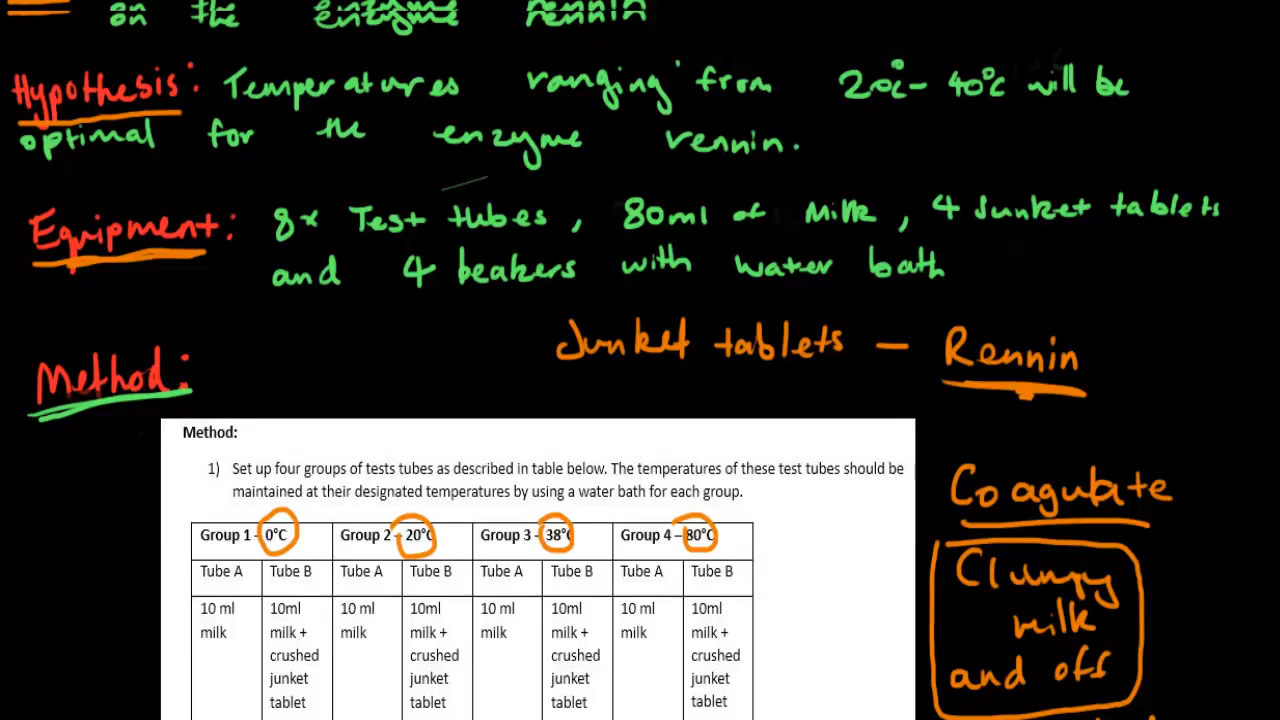 on the enzyme rennin
Hypothesis: Temperatures ranging from 20°c- 40°c will be
optimal for the enzyme rennin.
Equipment: 8x Test tubes, 80ml of Milk, 4 Junket tablets
and 4 beakers with water bath
Junket tablets - Rennin
Method:
Method:
1) Set up four groups of tests tubes as described in table below. The temperatures of these test tubes should be
maintained at their designated temperatures by using a water bath for each group.
Coagulate
Group 1 - 0°C Group 2 - 20°C Group 3 - 38°C Group 4 – 80°C
Tube A Tube B Tube A Tube B Tube A Tube B Tube A Tube B
10 ml 10ml 10 ml 10ml 10 ml 10ml 10 ml 10ml
milk milk + milk milk + milk milk + milk milk +
crushed crushed crushed crushed
junket junket junket junket
tablet tablet tablet tablet
Clumpy
milk
and off